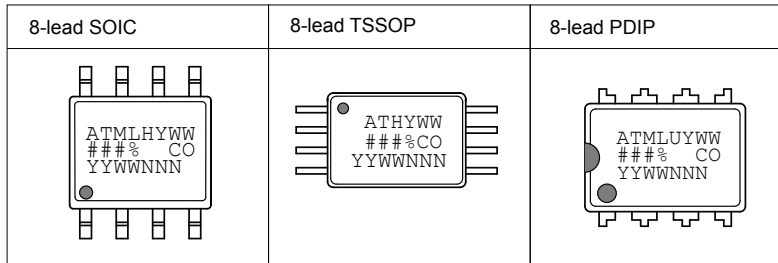 8-lead SOIC
8-lead TSSOP
8-lead PDIP
ATMLHYWW
###% CO
YYWWNNN
ATHYWW
###%CO
YYWWNNN
ATMLUYWW
###% CO
YYWWNNN